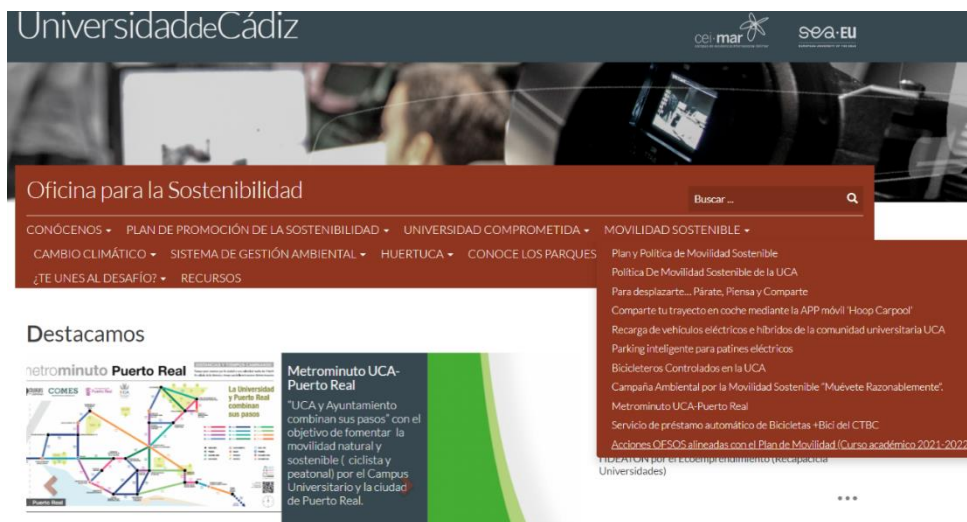 UniversidaddeCádiz
cei·mar
sea·EU
Oficina para la Sostenibilidad
Buscar ...
CONÓCENOS
PLAN DE PROMOCIÓN DE LA SOSTENIBILIDAD
UNIVERSIDAD COMPROMETIDA
MOVILIDAD SOSTENIBLE
CAMBIO CLIMÁTICO
SISTEMA DE GESTIÓN AMBIENTAL
HUERTUCA
CONOCE LOS PARQUES
¿TE UNES AL DESAFÍO?
RECURSOS
Plan y Política de Movilidad Sostenible
Política De Movilidad Sostenible de la UCA
Para desplazarte... Párate, Piensa y Comparte
Comparte tu trayecto en coche mediante la APP móvil 'Hoop Carpool'
Recarga de vehículos eléctricos e híbridos de la comunidad universitaria UCA
Parking inteligente para patines eléctricos
Bicicleteros Controlados en la UCA
Campaña Ambiental por la Movilidad Sostenible "Muévete Razonablemente".
Metrominuto UCA-Puerto Real
Servicio de préstamo automático de Bicicletas +Bici del CTBC
Acciones OFSOS alineadas con el Plan de Movilidad (Curso académico 2021-2022
por el Ecoemprendimiento (Recapacicla
Universidades)
Destacamos
metrominuto Puerto Real
COMES
La Universidad
y Puerto Real
combinan
sus pasos
Puerto Real
Metrominuto UCA-
Puerto Real
"UCA y Ayuntamiento
combinan sus pasos" con el
objetivo de fomentar la
movilidad natural y
sostenible ( ciclista y
peatonal) por el Campus
Universitario y la ciudad
de Puerto Real.